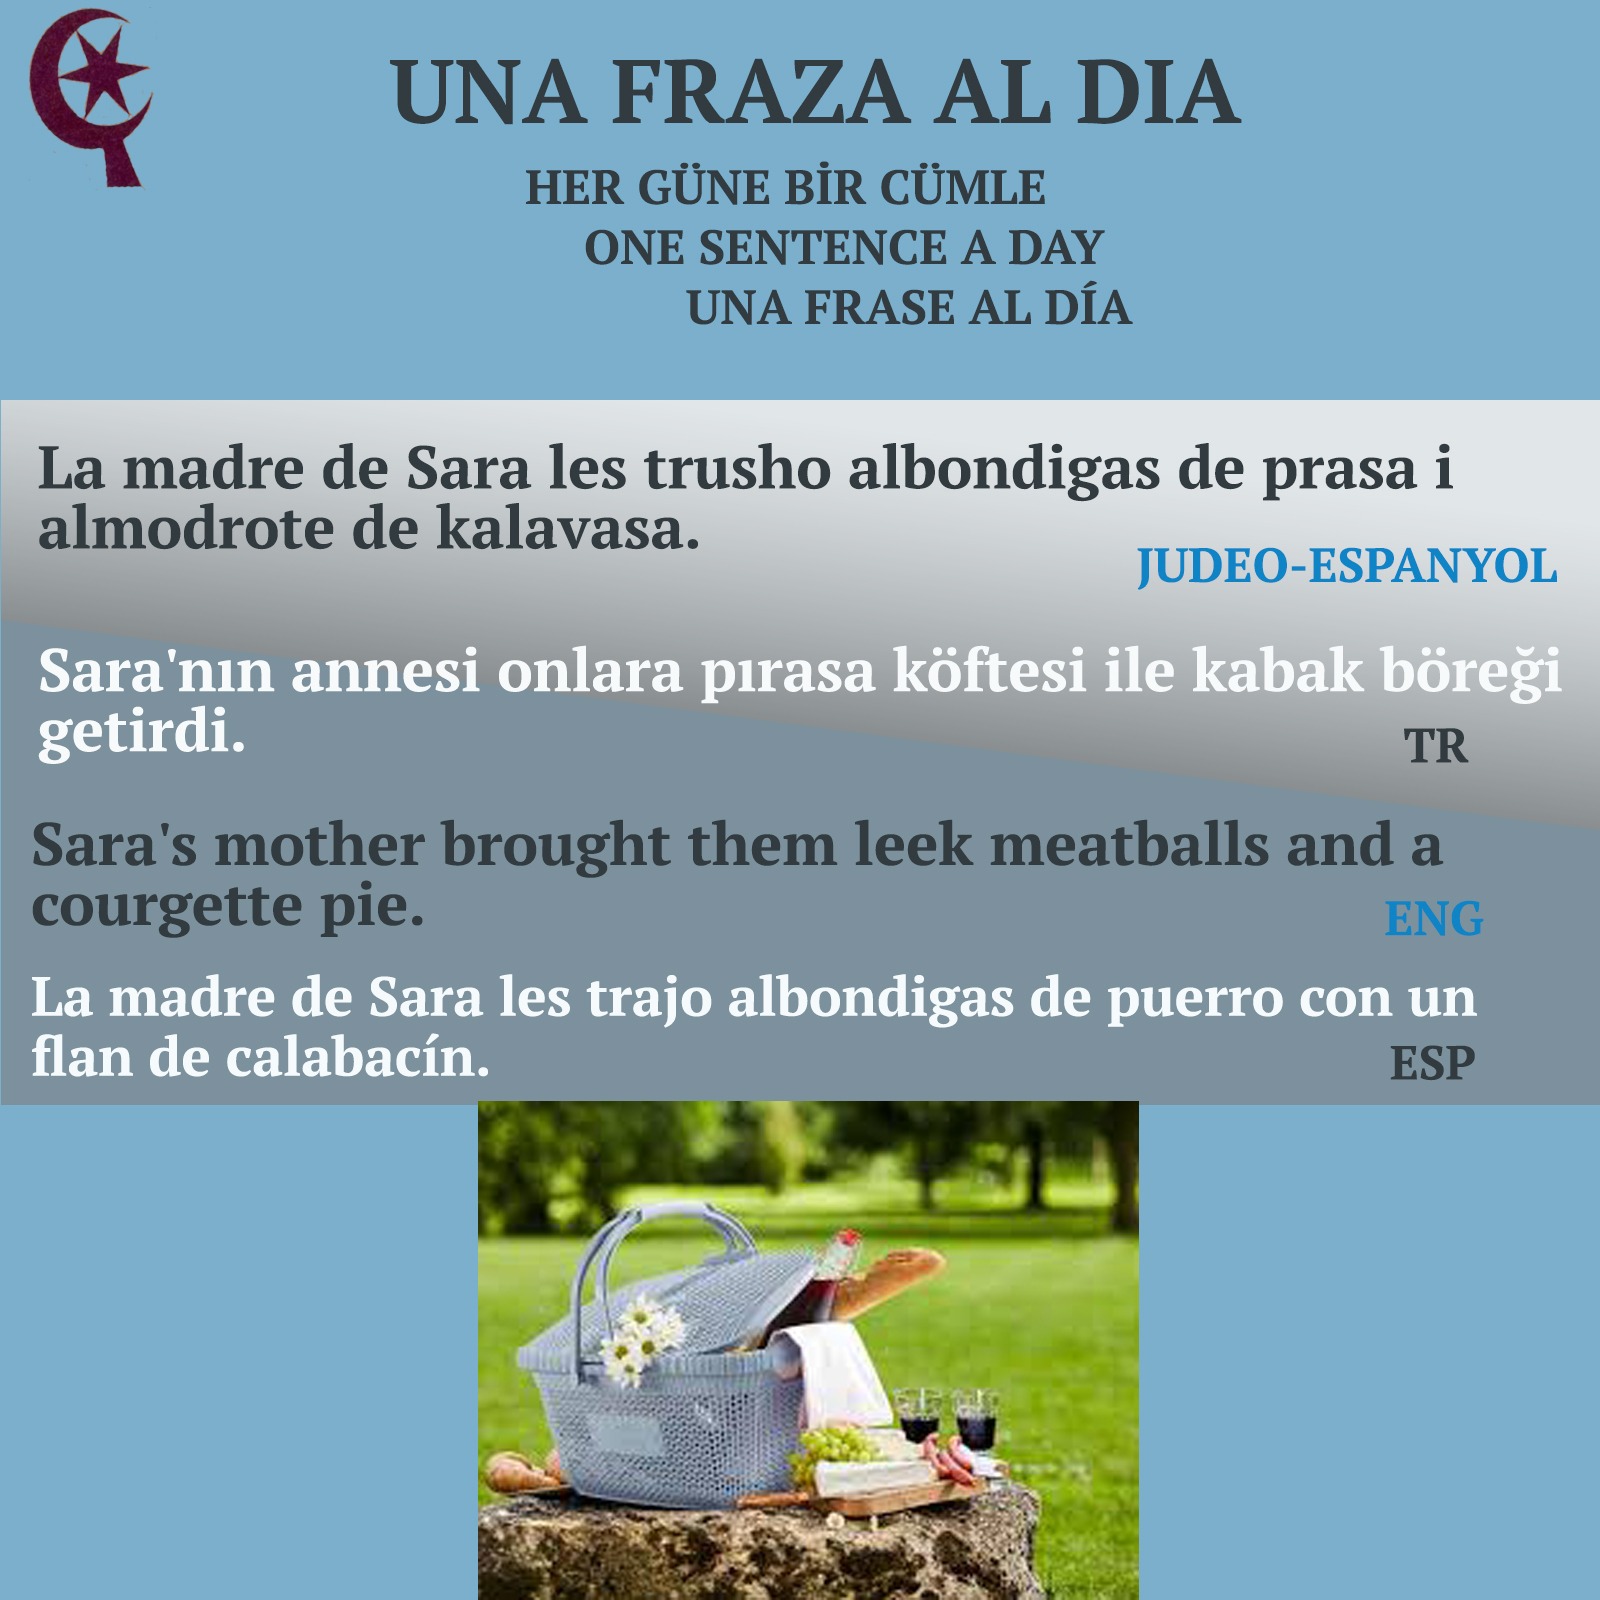 UNA FRAZA AL DIA
HER GÜNE BİR CÜMLE
ONE SENTENCE A DAY
UNA FRASE AL DÍA
La madre de Sara les trusho albondigas de prasa i
almodrote de kalavasa.
JUDEO-ESPANYOL
Sara'nın annesi onlara pırasa köftesi ile kabak böreği
getirdi.
TR
Sara's mother brought them leek meatballs and a
courgette pie.
ENG
La madre de Sara les trajo albondigas de puerro con un
flan de calabacín.
ESP